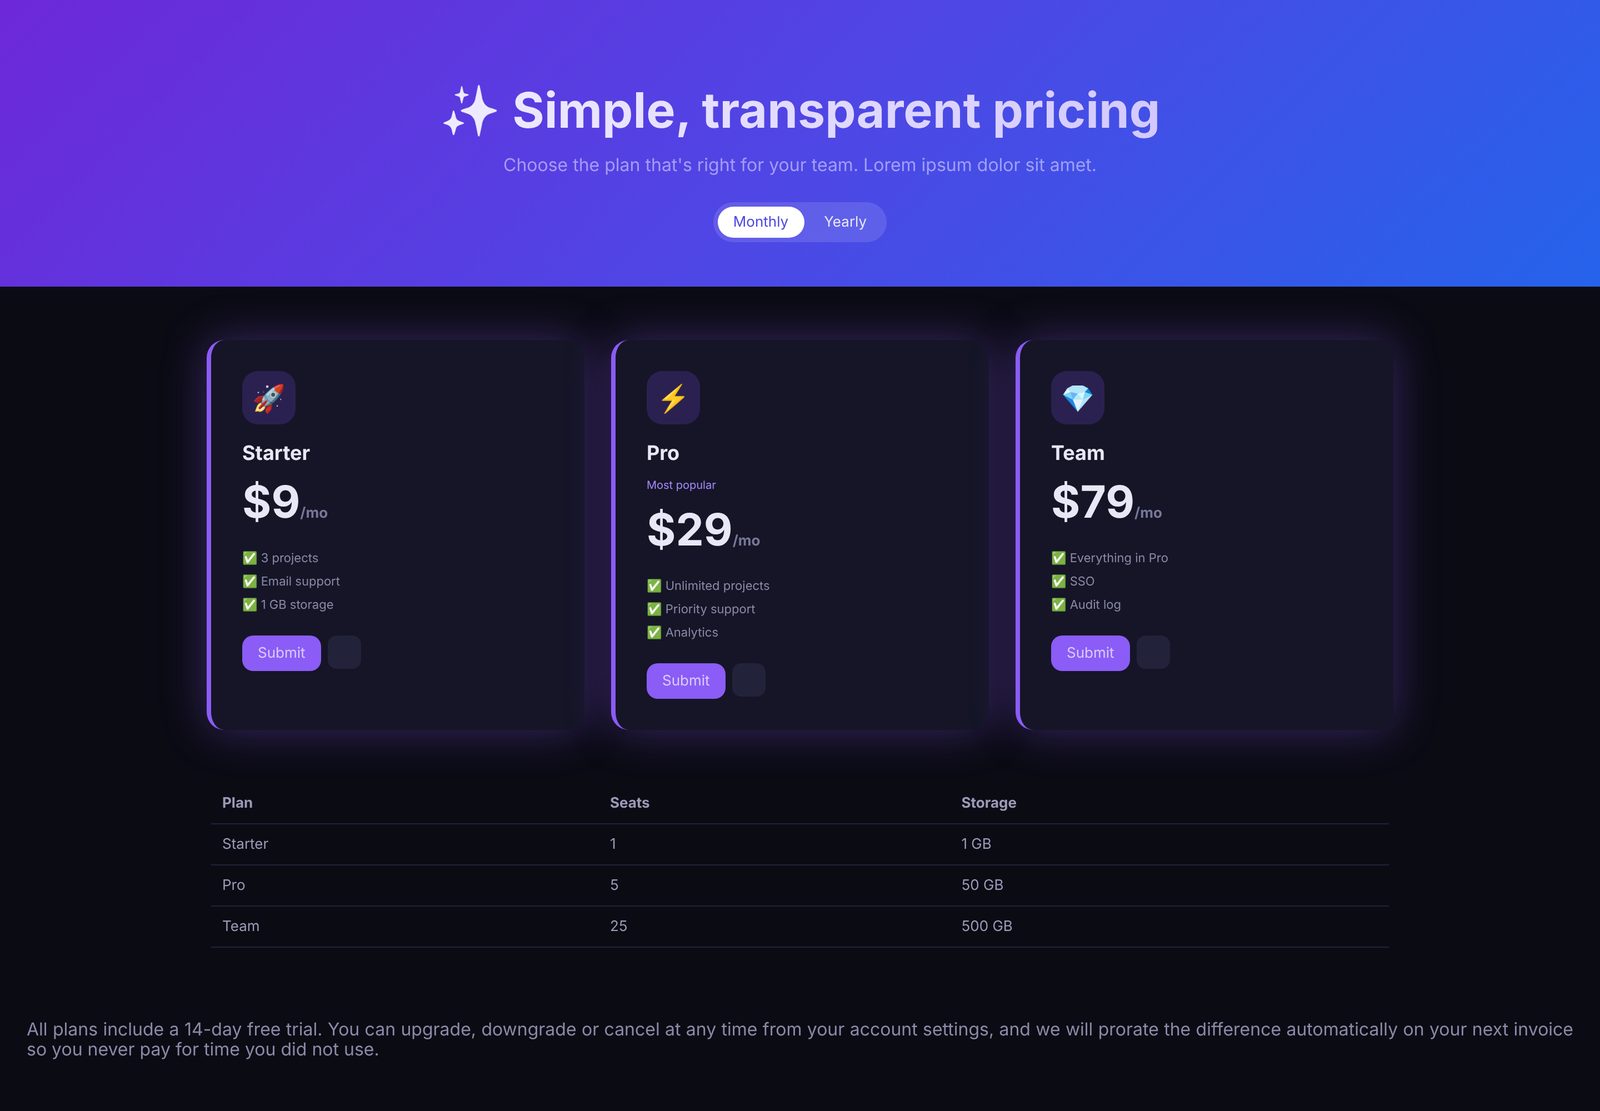 ✨ Simple, transparent pricing
Choose the plan that's right for your team. Lorem ipsum dolor sit amet.
Monthly Yearly
Starter
$9/mo
✅ 3 projects
✅ Email support
✅ 1 GB storage
Submit
Pro
Most popular
$29/mo
✅ Unlimited projects
✅ Priority support
✅ Analytics
Submit
Team
$79/mo
✅ Everything in Pro
✅ SSO
✅ Audit log
Submit
Plan Seats Storage
Starter 1 1 GB
Pro 5 50 GB
Team 25 500 GB
All plans include a 14-day free trial. You can upgrade, downgrade or cancel at any time from your account settings, and we will prorate the difference automatically on your next invoice
so you never pay for time you did not use.